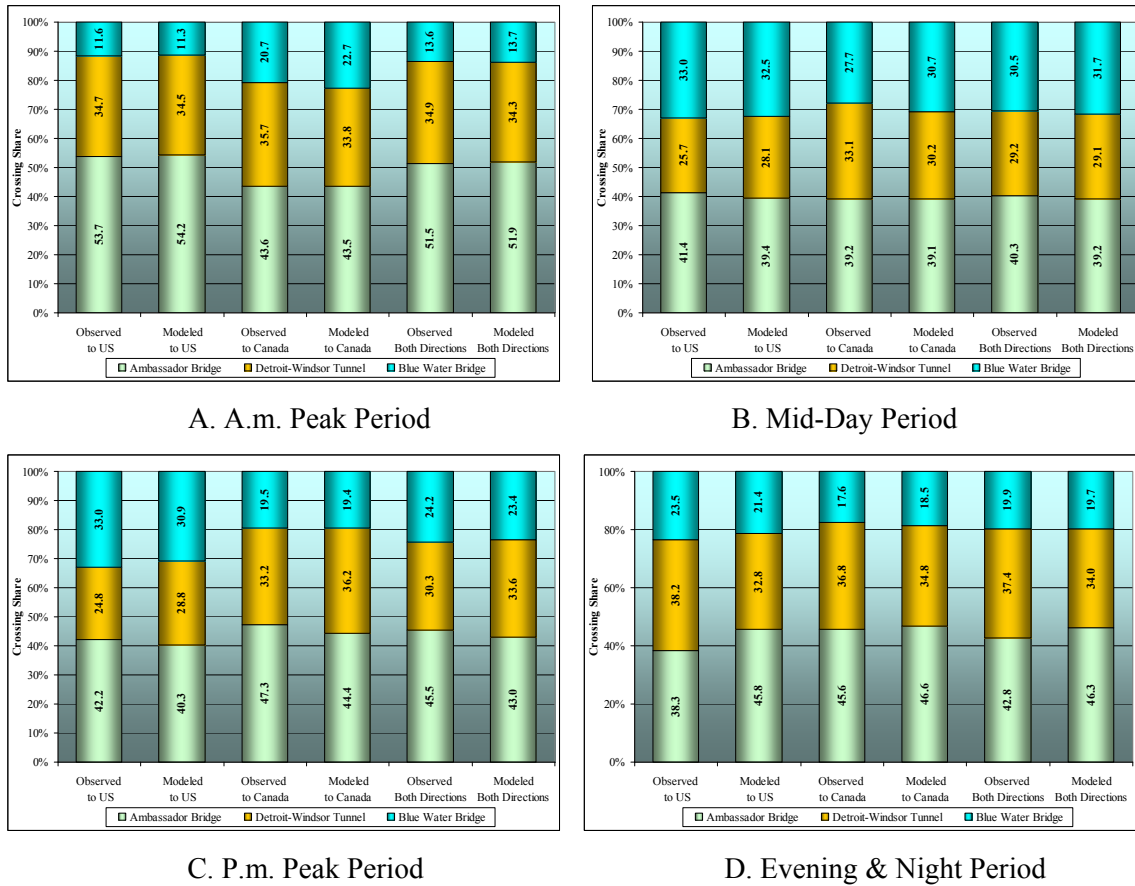 100%
90%
80%
70%
60%
50%
40%
30%
20%
10%
0%
Crossing Share
11.6 11.3 20.7 22.7 13.6 13.7
34.7 34.5 35.7 33.8 34.9 34.3
53.7 54.2 43.6 43.5 51.5 51.9
Observed Modeled Observed Modeled Observed Modeled
to US to US to Canada to Canada Both Directions Both Directions
Ambassador Bridge Detroit-Windsor Tunnel Blue Water Bridge
A. A.m. Peak Period
100%
90%
80%
70%
60%
50%
40%
30%
20%
10%
0%
Crossing Share
33.0 32.5 27.7 30.7 30.5 31.7
25.7 28.1 33.1 30.2 29.2 29.1
41.4 39.4 39.2 39.1 40.3 39.2
Observed Modeled Observed Modeled Observed Modeled
to US to US to Canada to Canada Both Directions Both Directions
Ambassador Bridge Detroit-Windsor Tunnel Blue Water Bridge
B. Mid-Day Period
100%
90%
80%
70%
60%
50%
40%
30%
20%
10%
0%
Crossing Share
33.0 30.9 19.5 19.4 24.2 23.4
24.8 28.8 33.2 36.2 30.3 33.6
42.2 40.3 47.3 44.4 45.5 43.0
Observed Modeled Observed Modeled Observed Modeled
to US to US to Canada to Canada Both Directions Both Directions
Ambassador Bridge Detroit-Windsor Tunnel Blue Water Bridge
C. P.m. Peak Period
100%
80%
60%
40%
20%
0%
Crossing Share
23.5 21.4 17.6 18.5 19.9 19.7
38.2 32.8 36.8 34.8 37.4 34.0
38.3 45.8 45.6 46.6 42.8 46.3
Observed Modeled Observed Modeled Observed Modeled
to US to US to Canada to Canada Both Directions Both Directions
Ambassador Bridge Detroit-Windsor Tunnel Blue Water Bridge
D. Evening & Night Period